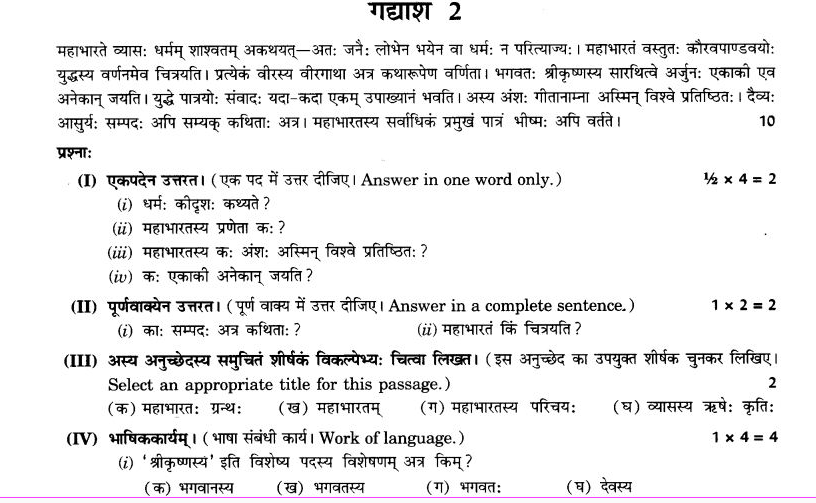 गद्यांश 2
महाभारते व्यासः धर्मम् शाश्वतम् अकथयत्—अतः जनैः लोभेन भयेन वा धर्मः न परित्याज्यः। महाभारतं वस्तुतः कौरवपाण्डवयोः
युद्धस्य वर्णनमेव चित्रयति। प्रत्येकं वीरस्य वीरगाथा अत्र कथारूपेण वर्णिता। भगवतः श्रीकृष्णस्य सारथित्वे अर्जुनः एकाकी एव
अनेकान् जयति। युद्धे पात्रयोः संवादः यदा-कदा एकम् उपाख्यानं भवति। अस्य अंशः गीतानाम्ना अस्मिन् विश्वे प्रतिष्ठितः। दैव्यः
आसुर्यः सम्पदः अपि सम्यक् कथिताः अत्र। महाभारतस्य सर्वाधिकं प्रमुखं पात्रं भीष्मः अपि वर्तते। 10
प्रश्नाः
(I) एकपदेन उत्तरत। (एक पद में उत्तर दीजिए। Answer in one word only.) ½ × 4 = 2
(i) धर्मः कीदृशः कथ्यते?
(ii) महाभारतस्य प्रणेता कः?
(iii) महाभारतस्य कः अंशः अस्मिन् विश्वे प्रतिष्ठितः?
(iv) कः एकाकी अनेकान् जयति?
(II) पूर्णवाक्येन उत्तरत। (पूर्ण वाक्य में उत्तर दीजिए। Answer in a complete sentence.) 1 × 2 = 2
(i) काः सम्पदः अत्र कथिताः? (ii) महाभारतं किं चित्रयति?
(III) अस्य अनुच्छेदस्य समुचितं शीर्षकं विकल्पेभ्यः चित्वा लिखत। (इस अनुच्छेद का उपयुक्त शीर्षक चुनकर लिखिए।
Select an appropriate title for this passage.) 2
(क) महाभारतः ग्रन्थः (ख) महाभारतम् (ग) महाभारतस्य परिचयः (घ) व्यासस्य ऋषेः कृतिः
(IV) भाषिककार्यम्। (भाषा संबंधी कार्य। Work of language.) 1 × 4 = 4
(i) 'श्रीकृष्णस्य' इति विशेष्य पदस्य विशेषणम् अत्र किम्?
(क) भगवानस्य (ख) भगवतस्य (ग) भगवतः (घ) देवस्य